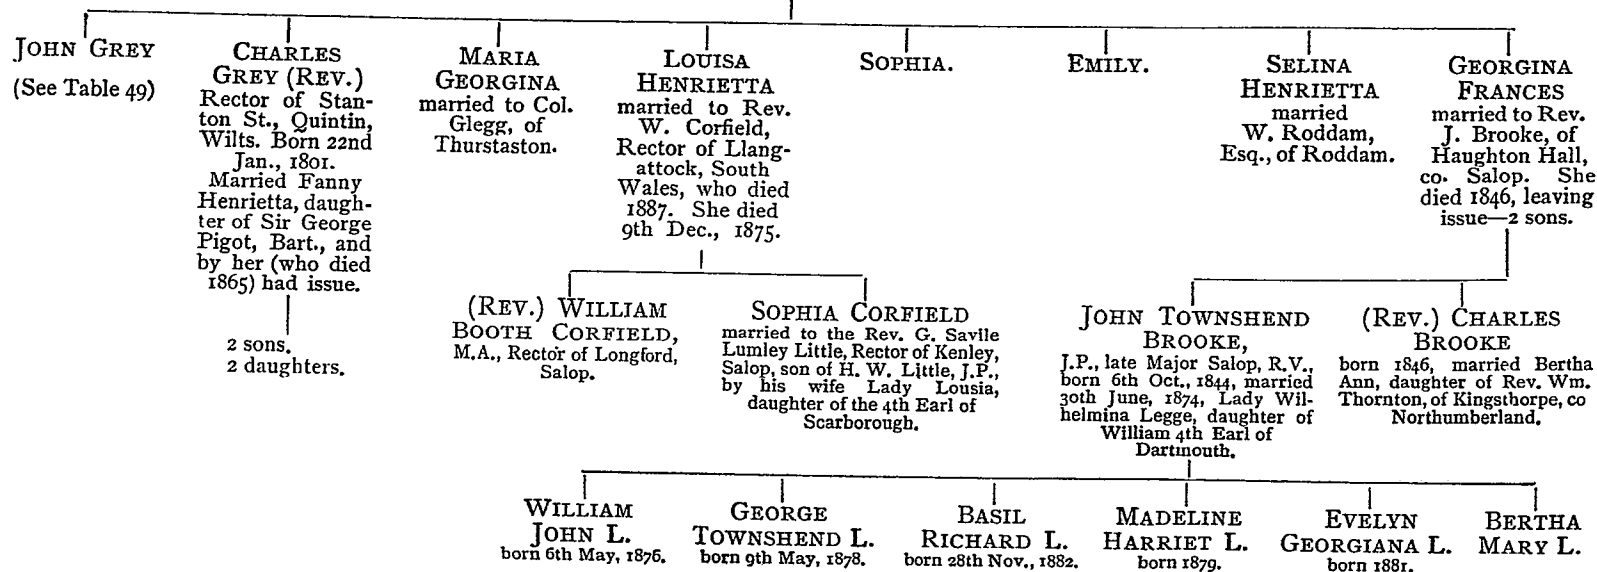 JOHN GREY
(See Table 49)
CHARLES
GREY (REV.)
Rector of Stan-
ton St., Quintin,
Wilts. Born 22nd
Jan., 1801.
Married Fanny
Henrietta, daugh-
ter of Sir George
Pigot, Bart., and
by her (who died
1865) had issue.
2 sons.
2 daughters.
MARIA
GEORGINA
married to Col.
Glegg, of
Thurstaston.
LOUISA
HENRIETTA
married to Rev.
W. Corfield,
Rector of Llang-
attock, South
Wales, who died
1887. She died
9th Dec., 1875.
SOPHIA.
EMILY.
SELINA
HENRIETTA
married
W. Roddam,
Esq., of Roddam.
GEORGINA
FRANCES
married to Rev.
J. Brooke, of
Haughton Hall,
co. Salop. She
died 1846, leaving
issue—2 sons.
(REV.) WILLIAM
BOOTH CORFIELD,
M.A., Rector of Longford,
Salop.
SOPHIA CORFIELD
married to the Rev. G. Savile
Lumley Little, Rector of Kenley,
Salop, son of H. W. Little, J.P.,
by his wife Lady Lousia,
daughter of the 4th Earl of
Scarborough.
JOHN TOWNSHEND
BROOKE,
J.P., late Major Salop, R.V.,
born 6th Oct., 1844, married
30th June, 1874, Lady Wil-
helmina Legge, daughter of
William 4th Earl of
Dartmouth.
(REV.) CHARLES
BROOKE
born 1846, married Bertha
Ann, daughter of Rev. Wm.
Thornton, of Kingsthorpe, co
Northumberland.
WILLIAM
JOHN L.
born 6th May, 1876.
GEORGE
TOWNSHEND L.
born 9th May, 1878.
BASIL
RICHARD L.
born 28th Nov., 1882.
MADELINE
HARRIET L.
born 1879.
EVELYN
GEORGIANA L.
born 1881.
BERTHA
MARY L.